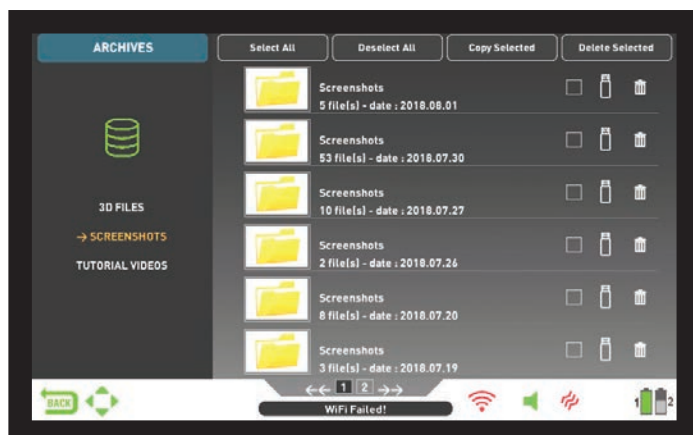 ARCHIVES
Select All
Deselect All
Copy Selected
Delete Selected
Screenshots
5 file(s) - date : 2018.08.01
Screenshots
53 file(s) - date : 2018.07.30
Screenshots
10 file(s) - date : 2018.07.27
Screenshots
2 file(s) - date : 2018.07.26
Screenshots
8 file(s) - date : 2018.07.20
Screenshots
3 file(s) - date : 2018.07.19
3D FILES
→ SCREENSHOTS
TUTORIAL VIDEOS
BACK
←← 1 2 →→
WiFi Failed!
1 2